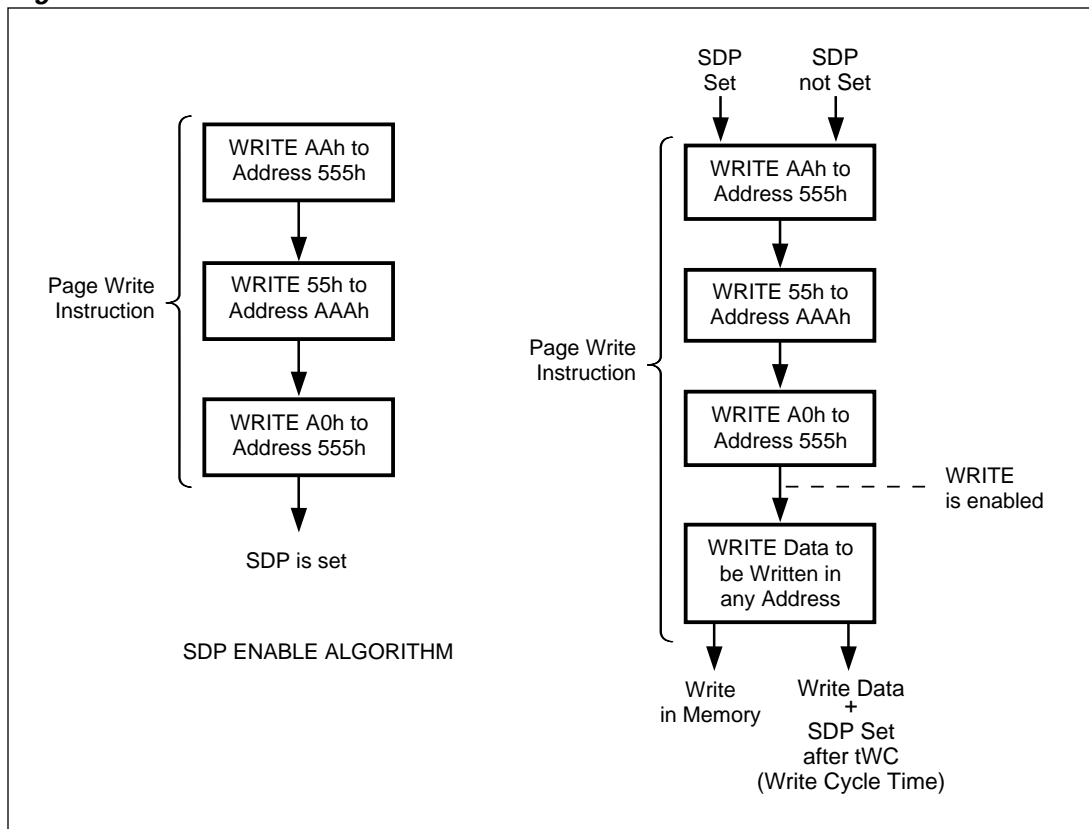 Page Write
Instruction
WRITE AAh to
Address 555h
WRITE 55h to
Address AAAh
WRITE A0h to
Address 555h
SDP is set
SDP ENABLE ALGORITHM
SDP
Set
SDP
not Set
Page Write
Instruction
WRITE AAh to
Address 555h
WRITE 55h to
Address AAAh
WRITE A0h to
Address 555h
WRITE
is enabled
WRITE Data to
be Written in
any Address
Write
in Memory
Write Data
+
SDP Set
after tWC
(Write Cycle Time)